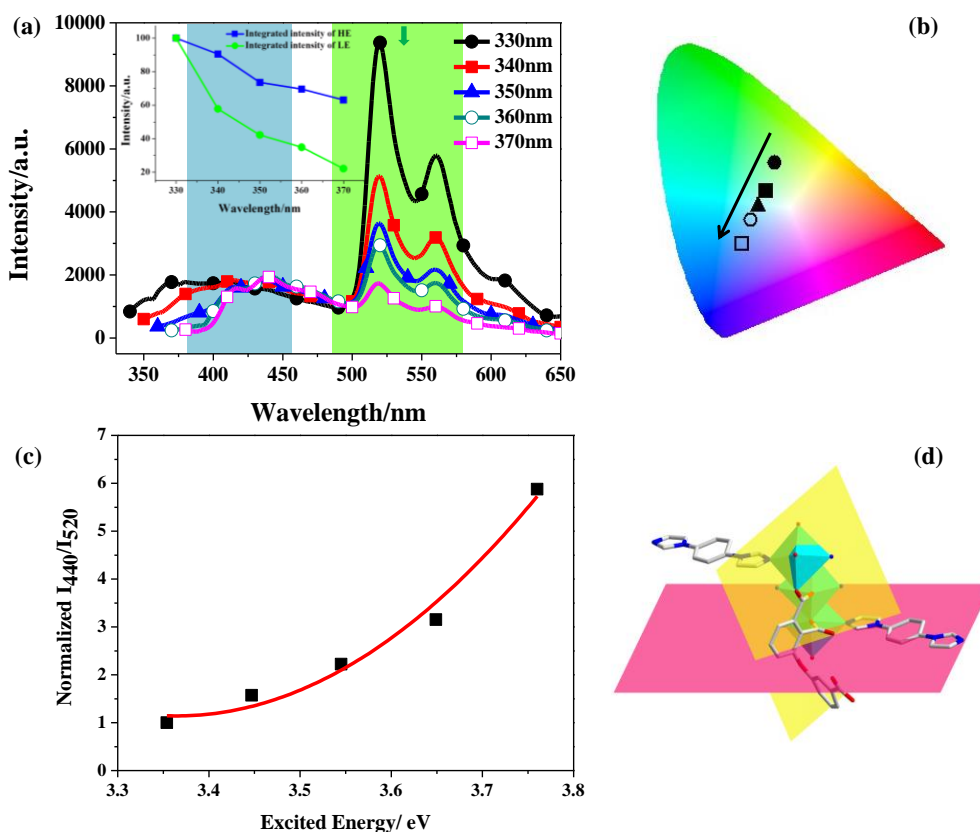 (a)
Intensity/a.u.
10000
8000
6000
4000
2000
0
350
400
450
500
550
600
650
Wavelength/nm
Intensity/a.u.
100
80
60
40
20
330
340
350
360
370
Wavelength/nm
Integrated intensity of HE
Integrated intensity of LE
330nm
340nm
350nm
360nm
370nm
(b)
(c)
Normalized I440/I520
7
6
5
4
3
2
1
0
3.3
3.4
3.5
3.6
3.7
3.8
Excited Energy/ eV
(d)